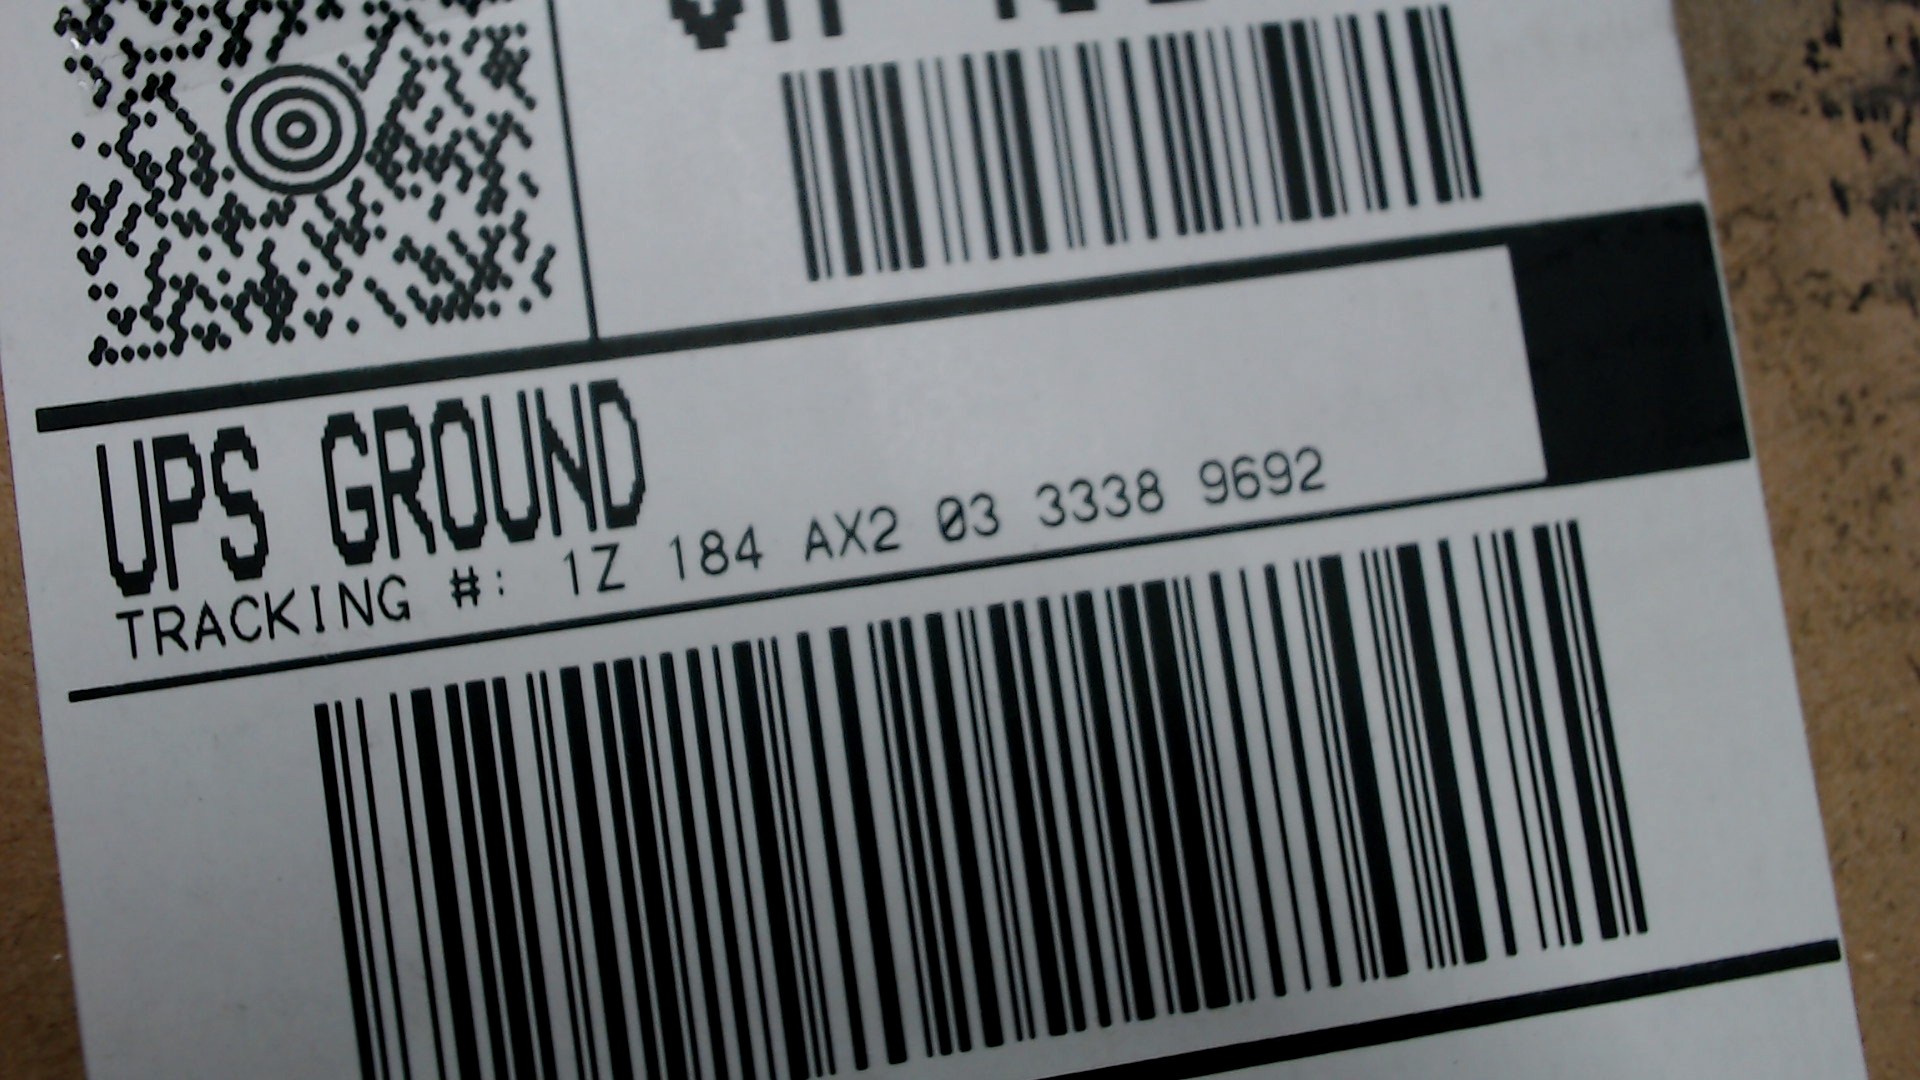 UPS GROUND
TRACKING #: 1Z 184 AX2 03 3338 9692